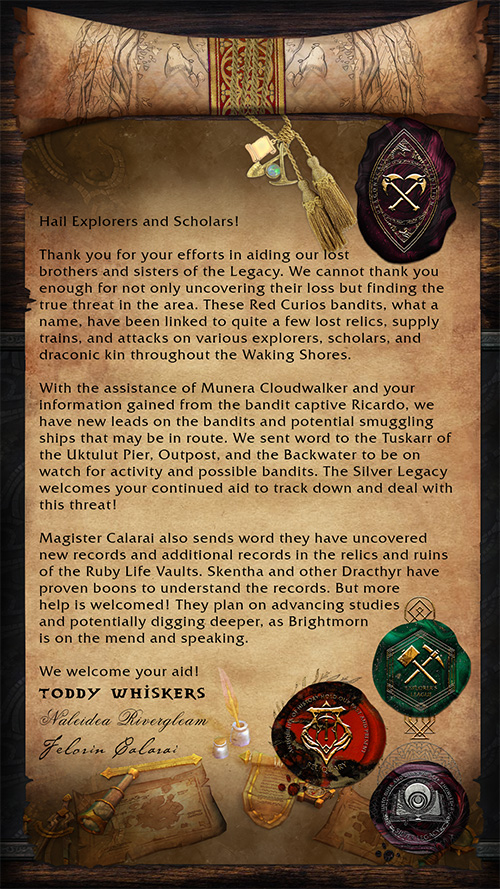 RECONCI
Hail Explorers and Scholars!
Thank you for your efforts in aiding our lost
brothers and sisters of the Legacy. We cannot thank you
enough for not only uncovering their loss but finding the
true threat in the area. These Red Curios bandits, what a
name, have been linked to quite a few lost relics, supply
trains, and attacks on various explorers, scholars, and
draconic kin throughout the Waking Shores.
With the assistance of Munera Cloudwalker and your
information gained from the bandit captive Ricardo, we
have new leads on the bandits and potential smuggling
ships that may be in route. We sent word to the Tuskarr of
the Uktulut Pier, Outpost, and the Backwater to be on
watch for activity and possible bandits. The Silver Legacy
welcomes your continued aid to track down and deal with
this threat!
Magister Calarai also sends word they have uncovered
new records and additional records in the relics and ruins
of the Ruby Life Vaults. Skentha and other Dracthyr have
proven boons to understand the records. But more
help is welcomed! They plan on advancing studies
and potentially digging deeper, as Brightmorn
is on the mend and speaking.
We welcome your aid!
TODDY WHISKERS
Naleidea Rivergleam
Felorin Calarai
LEAGUE